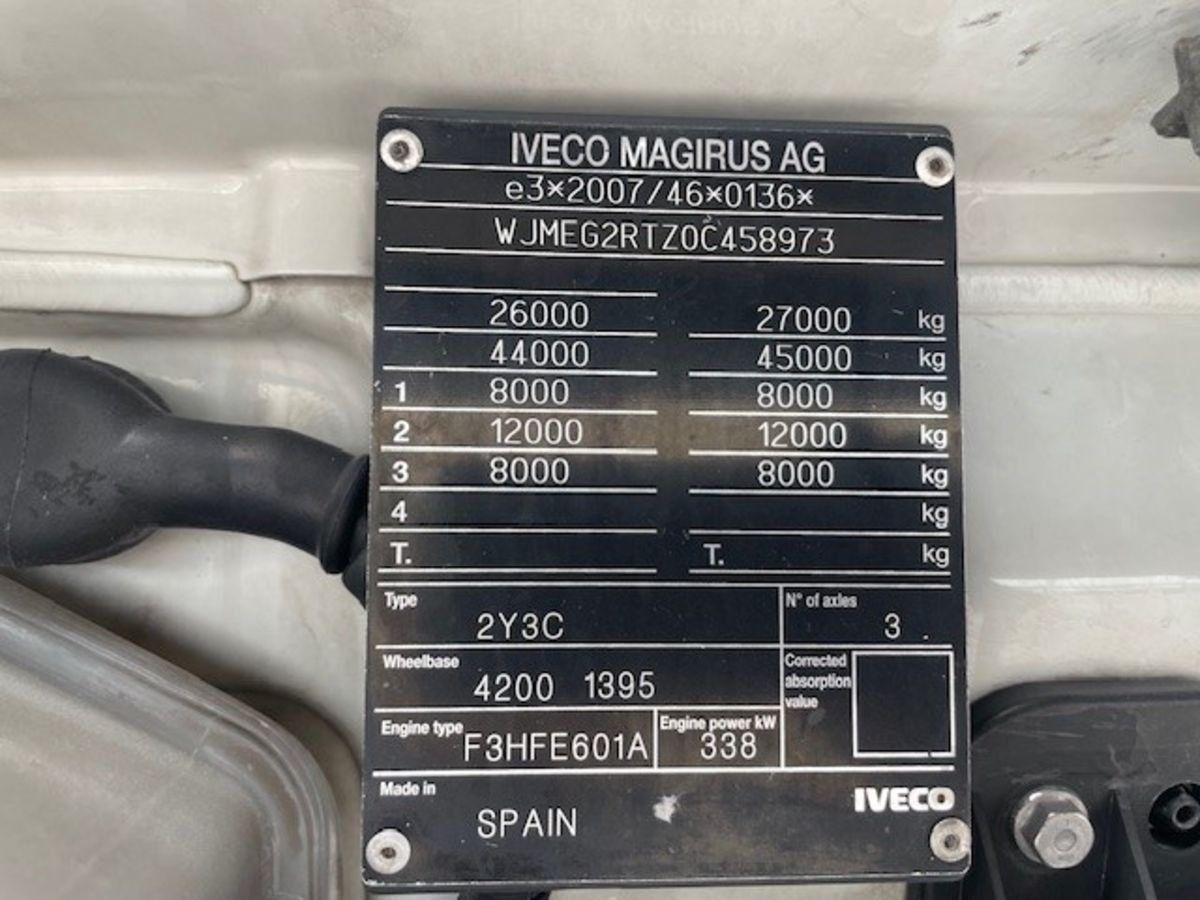 IVECO MAGIRUS AG
e3*2007/46*0136*
WJMEG2RTZ0C458973
26000 27000 kg
44000 45000 kg
1 8000 8000 kg
2 12000 12000 kg
3 8000 8000 kg
4 kg
T. T. kg
Type N° of axles
2Y3C 3 .
Wheelbase Corrected
absorption
value
4200 1395
Engine type F3HFE601A Engine power kW
338
Made in IVECO
SPAIN